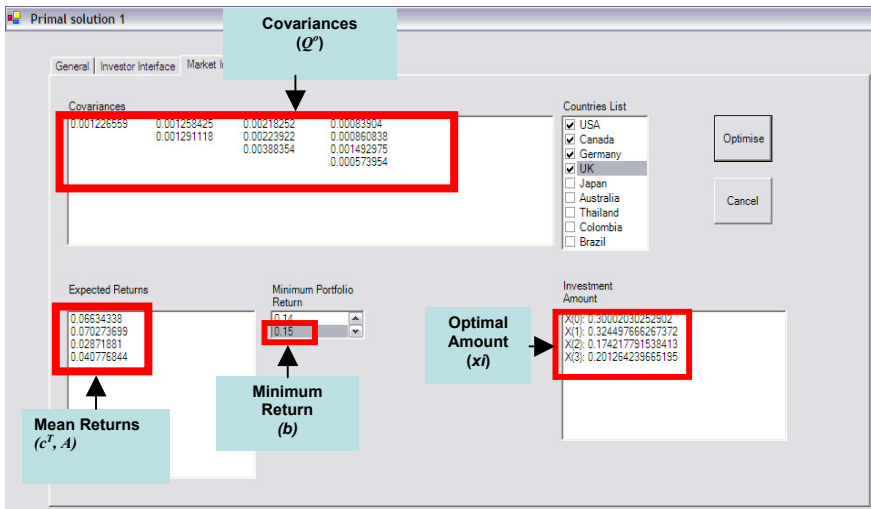 Primal solution 1
Covariances
(Qᵒ)
General Investor Interface Market I
Covariances
0.001226559 0.001258425 0.00218252 0.00083904
0.001291118 0.00223922 0.000860838
0.00388354 0.001492975
0.000573954
Countries List
USA
Canada
Germany
UK
Japan
Australia
Thailand
Colombia
Brazil
Optimise
Cancel
Expected Returns
0.06634338
0.070273699
0.02871881
0.040776844
Minimum Portfolio
Return
0.14
0.15
Investment
Amount
X(0): 0.30002030252902
X(1): 0.324497666267372
X(2): 0.174217791538413
X(3): 0.201264239665195
Optimal
Amount
(xi)
Minimum
Return
(b)
Mean Returns
(cᵀ, A)